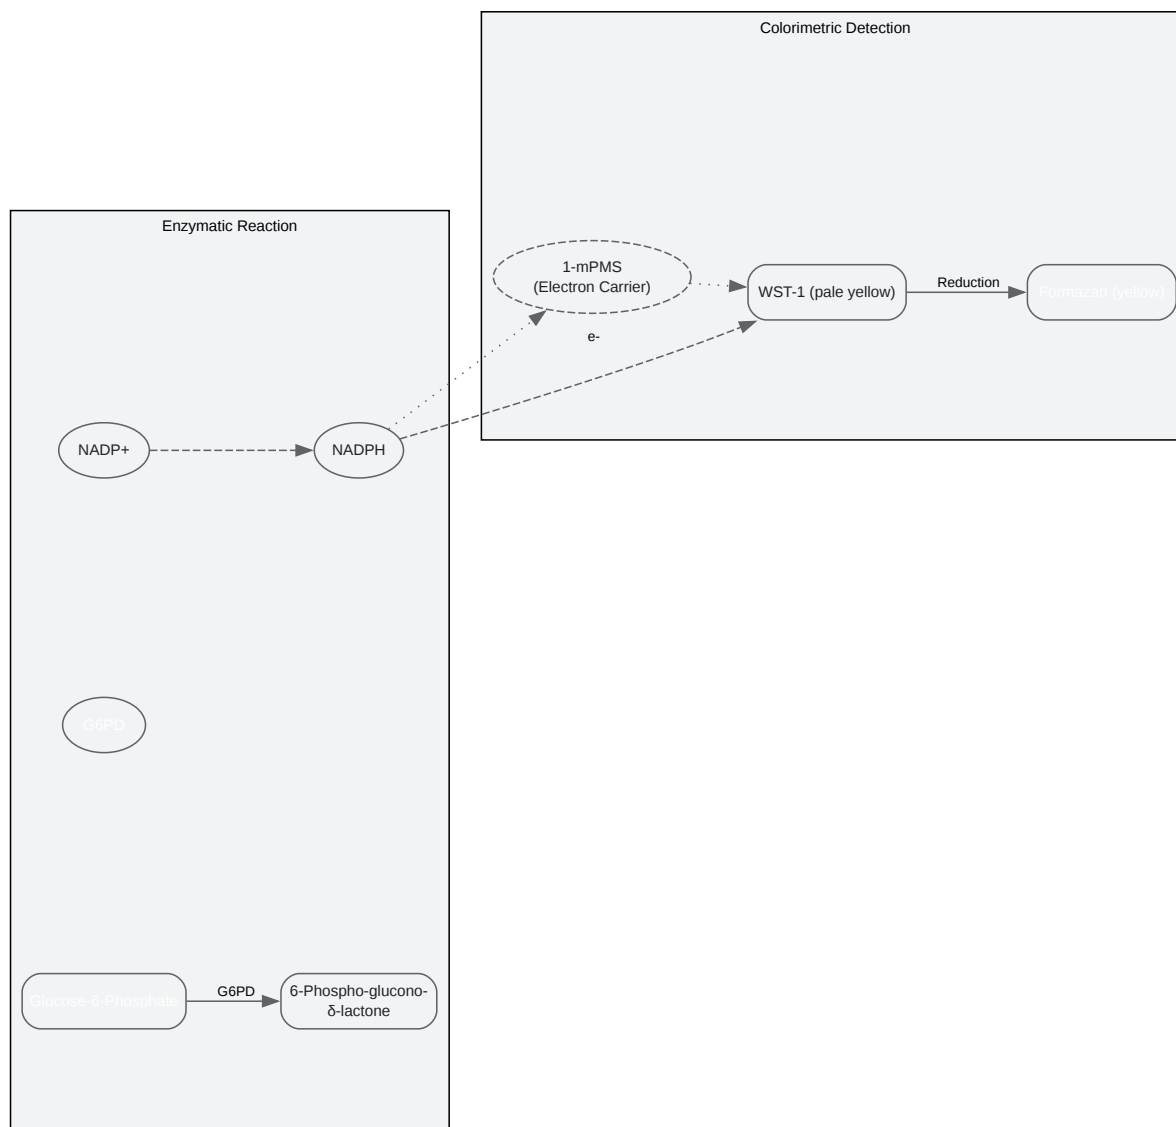 Colorimetric Detection
Enzymatic Reaction
1-mPMS
(Electron Carrier)
WST-1 (pale yellow)
Reduction
Formazan (yellow)
e-
NADP+
NADPH
G6PD
Glucose-6-Phosphate
G6PD
6-Phospho-glucono-
δ-lactone